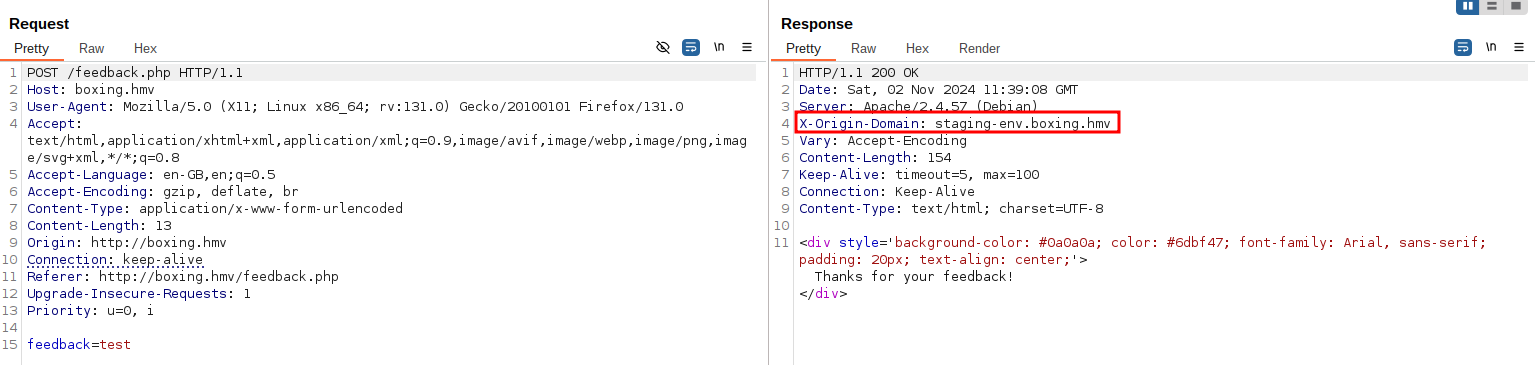 Request
Pretty Raw Hex
\n
1 POST /feedback.php HTTP/1.1
2 Host: boxing.hmv
3 User-Agent: Mozilla/5.0 (X11; Linux x86_64; rv:131.0) Gecko/20100101 Firefox/131.0
4 Accept:
text/html,application/xhtml+xml,application/xml;q=0.9,image/avif,image/webp,image/png,imag
e/svg+xml,*/*;q=0.8
5 Accept-Language: en-GB,en;q=0.5
6 Accept-Encoding: gzip, deflate, br
7 Content-Type: application/x-www-form-urlencoded
8 Content-Length: 13
9 Origin: http://boxing.hmv
10 Connection: keep-alive
11 Referer: http://boxing.hmv/feedback.php
12 Upgrade-Insecure-Requests: 1
13 Priority: u=0, i
14
15 feedback=test
Response
Pretty Raw Hex Render
\n
1 HTTP/1.1 200 OK
2 Date: Sat, 02 Nov 2024 11:39:08 GMT
3 Server: Apache/2.4.57 (Debian)
4 X-Origin-Domain: staging-env.boxing.hmv
5 Vary: Accept-Encoding
6 Content-Length: 154
7 Keep-Alive: timeout=5, max=100
8 Connection: Keep-Alive
9 Content-Type: text/html; charset=UTF-8
10
11 <div style='background-color: #0a0a0a; color: #6dbf47; font-family: Arial, sans-serif;
padding: 20px; text-align: center;'>
Thanks for your feedback!
</div>